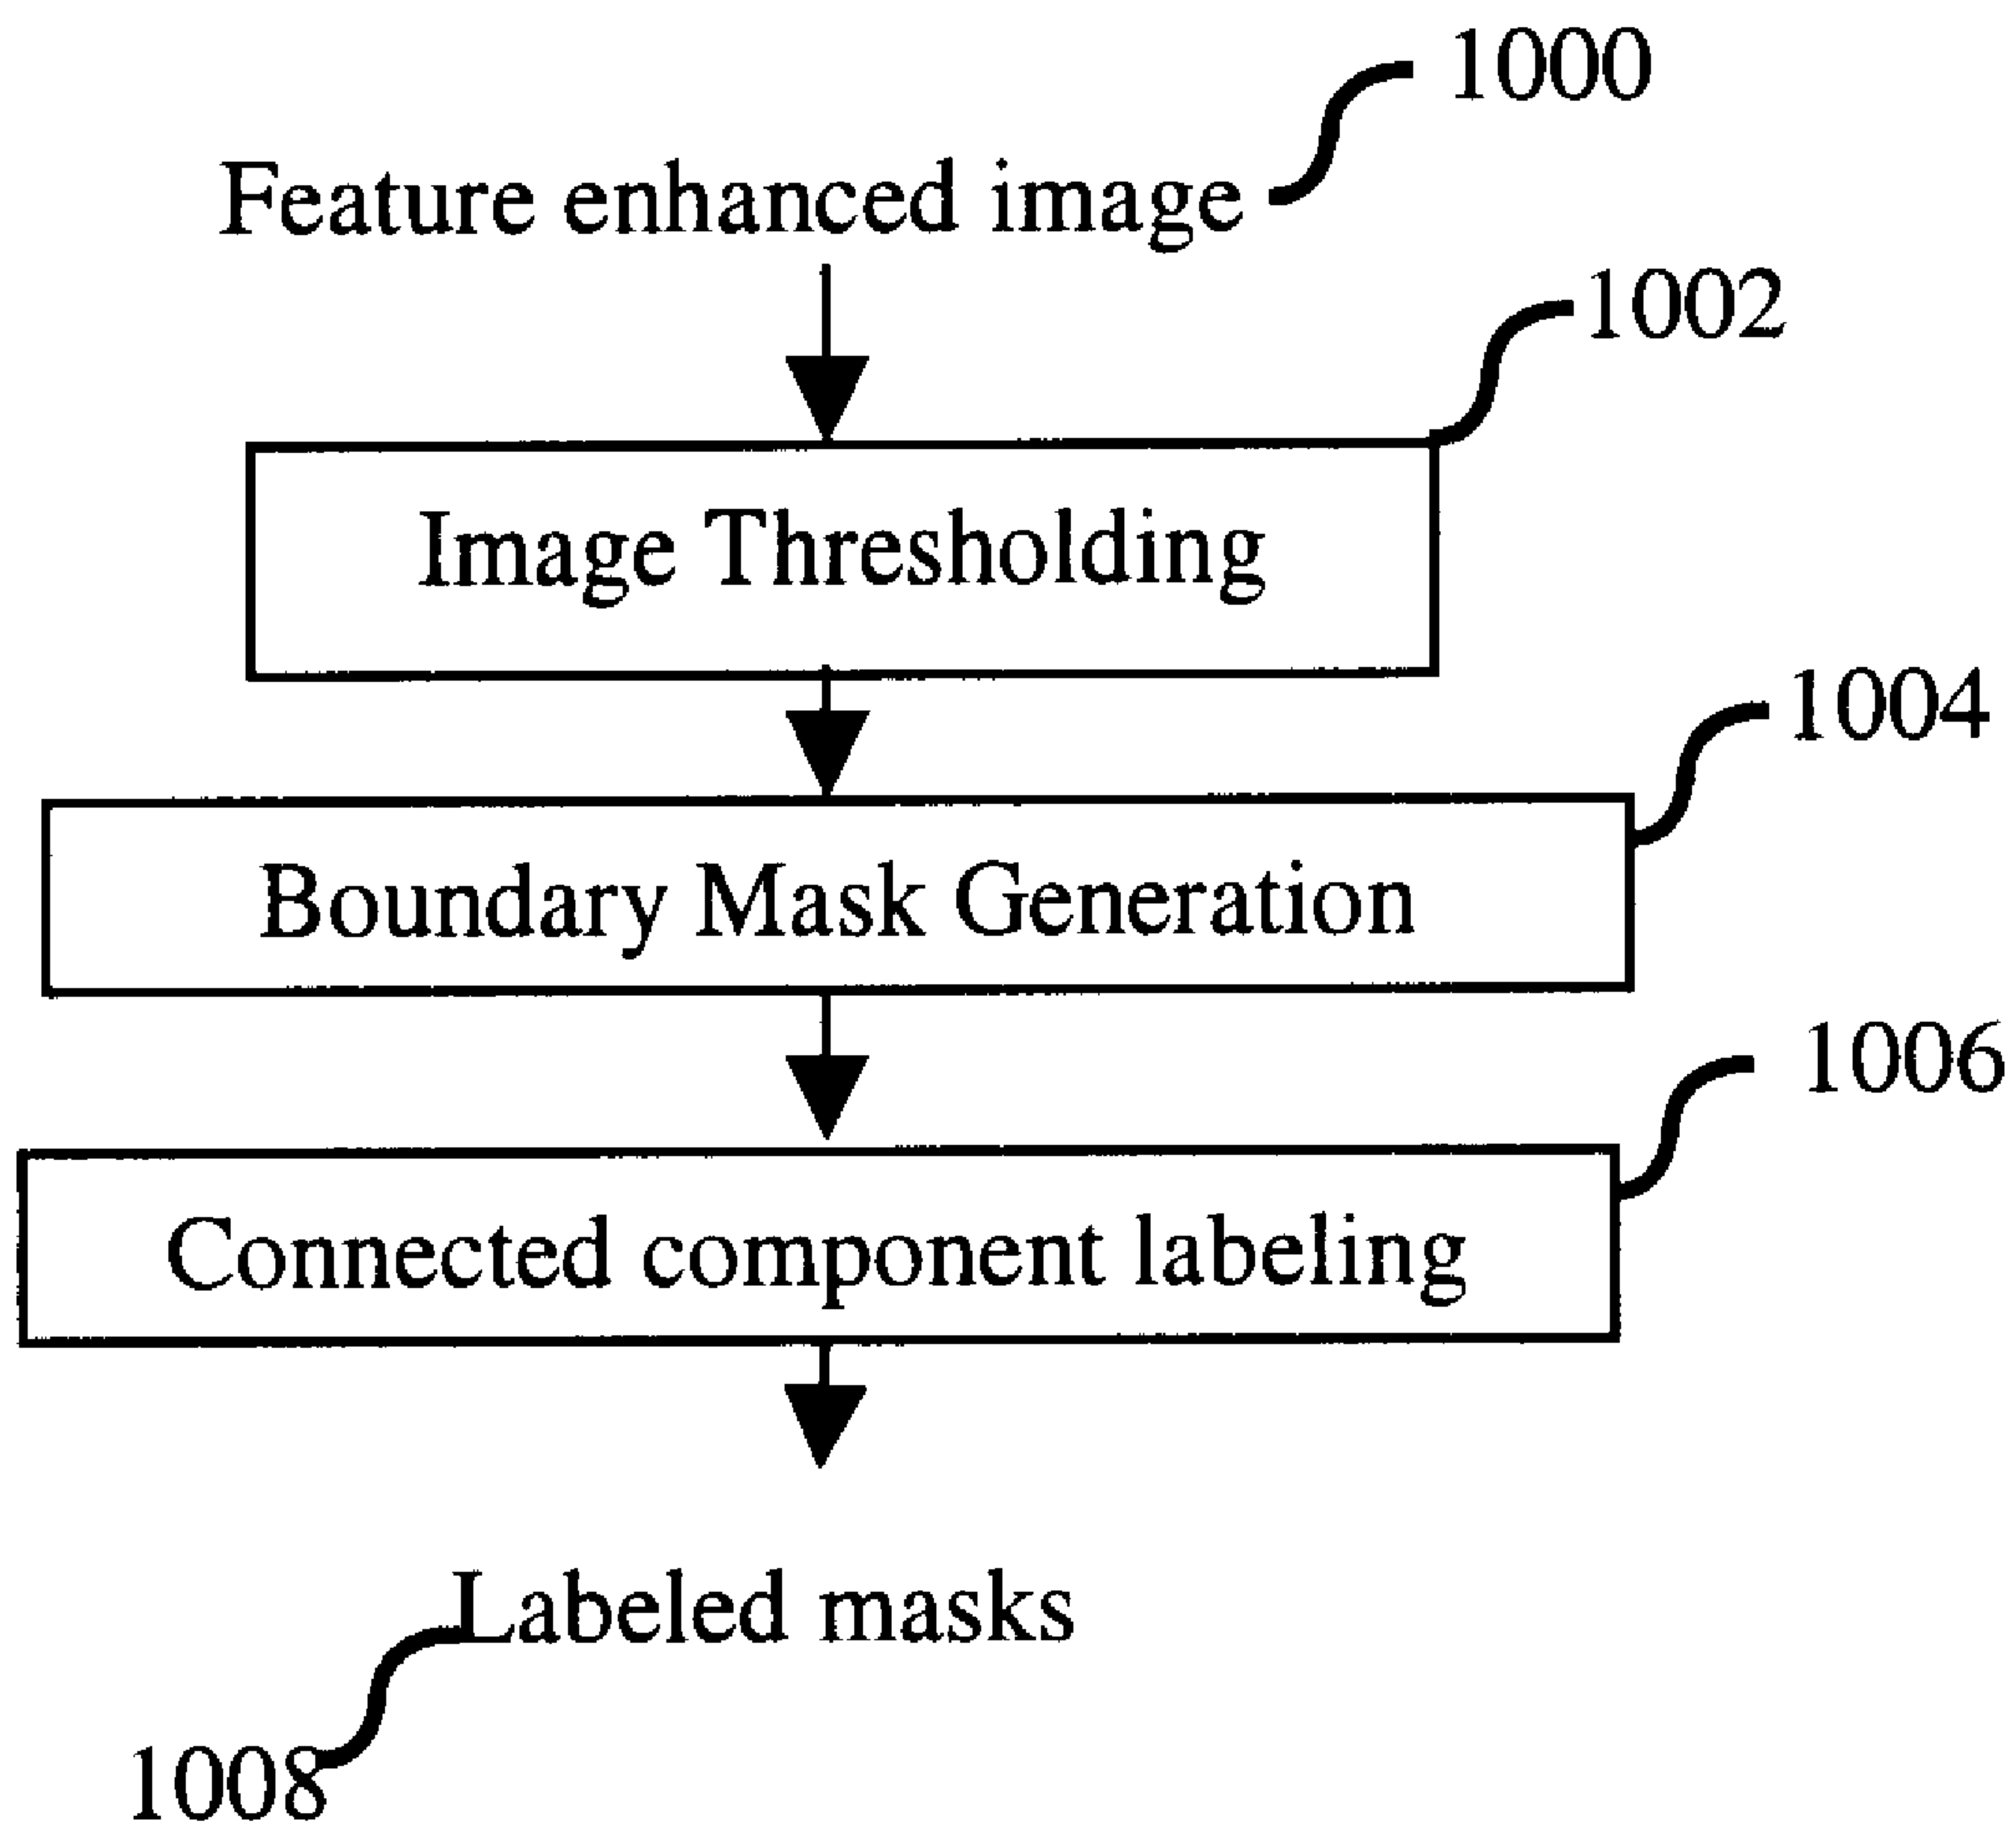 1000
Feature enhanced image
1002
Image Thresholding
1004
Boundary Mask Generation
1006
Connected component labeling
Labeled masks
1008